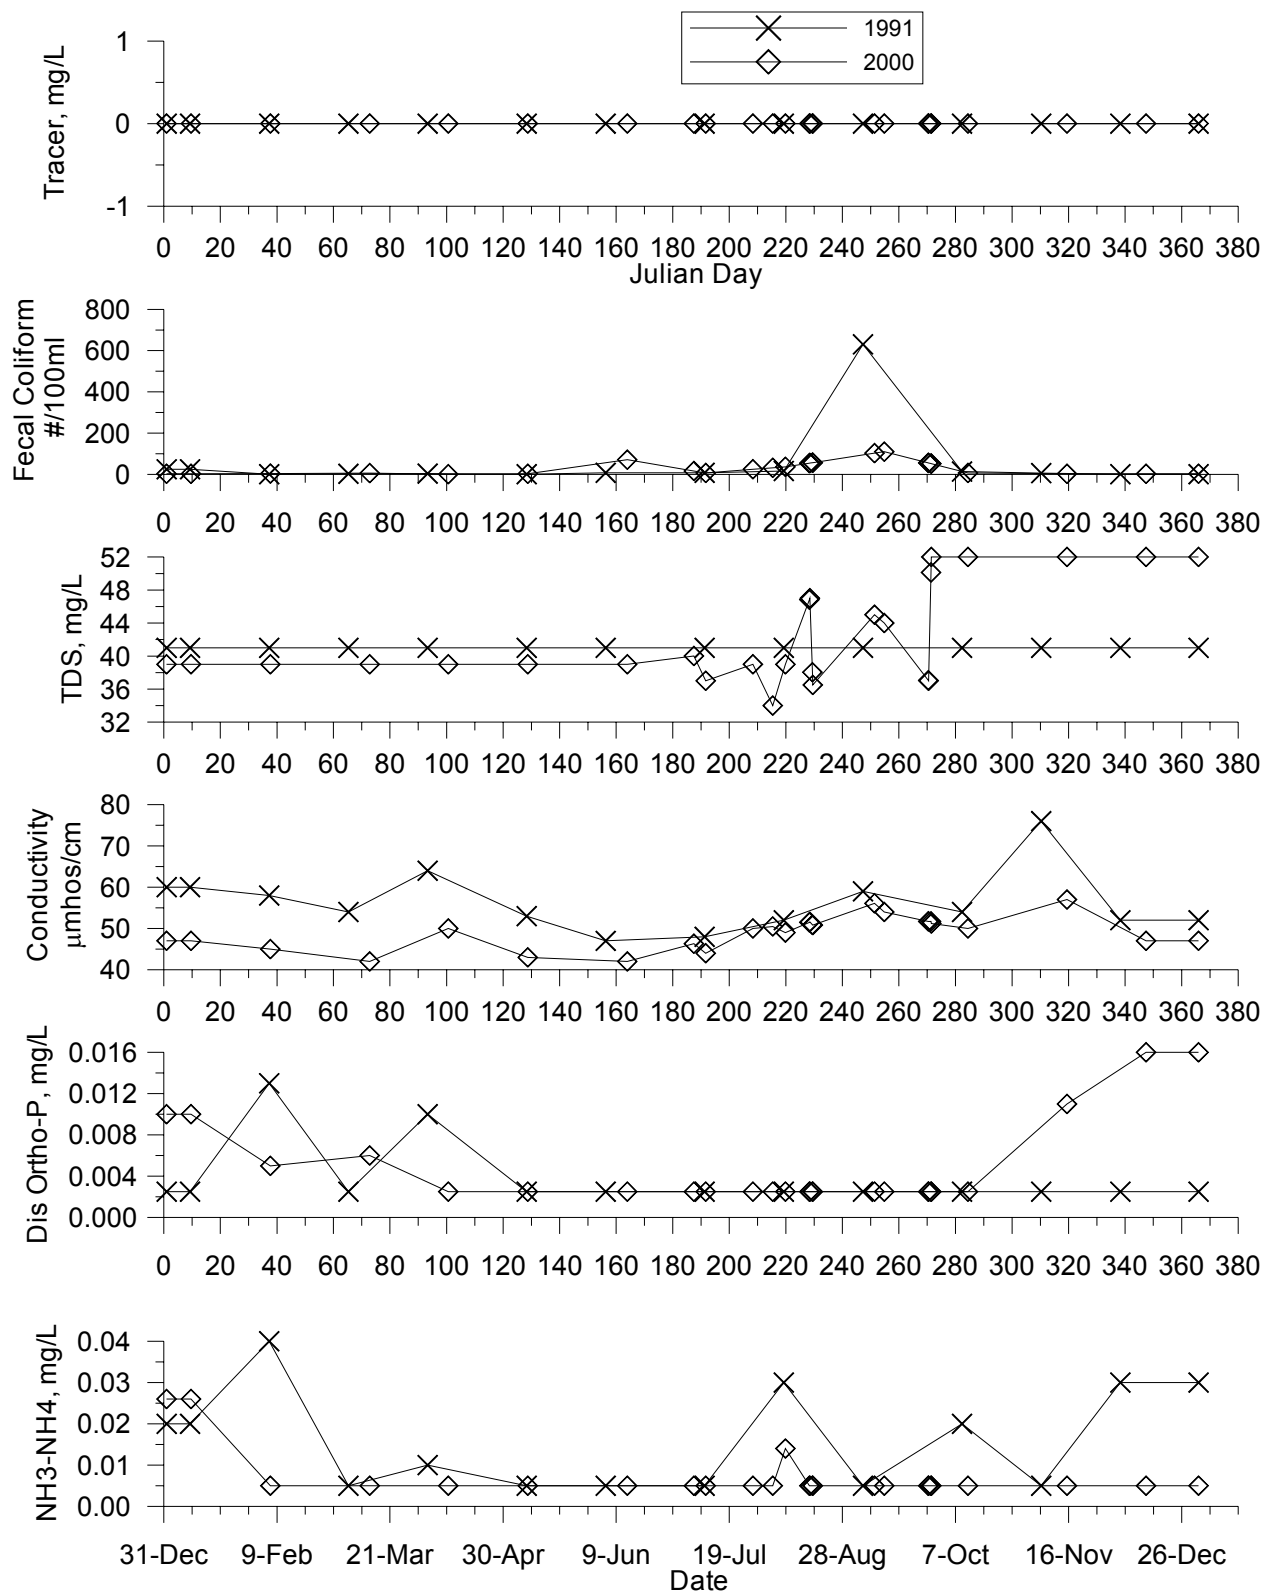 1991
2000
Tracer, mg/L
1
0
-1
0 20 40 60 80 100 120 140 160 180 200 220 240 260 280 300 320 340 360 380
Julian Day
Fecal Coliform
#/100ml
800
600
400
200
0
0 20 40 60 80 100 120 140 160 180 200 220 240 260 280 300 320 340 360 380
TDS, mg/L
52
48
44
40
36
32
0 20 40 60 80 100 120 140 160 180 200 220 240 260 280 300 320 340 360 380
Conductivity
µmhos/cm
80
70
60
50
40
0 20 40 60 80 100 120 140 160 180 200 220 240 260 280 300 320 340 360 380
Dis Ortho-P, mg/L
0.016
0.012
0.008
0.004
0.000
0 20 40 60 80 100 120 140 160 180 200 220 240 260 280 300 320 340 360 380
NH3-NH4, mg/L
0.04
0.03
0.02
0.01
0.00
31-Dec 9-Feb 21-Mar 30-Apr 9-Jun 19-Jul 28-Aug 7-Oct 16-Nov 26-Dec
Date